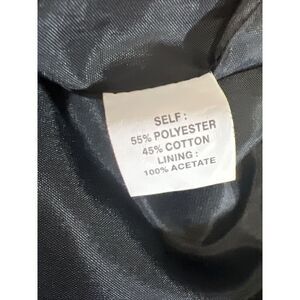 SELF :
55% POLYESTER
45% COTTON
LINING :
100% ACETATE